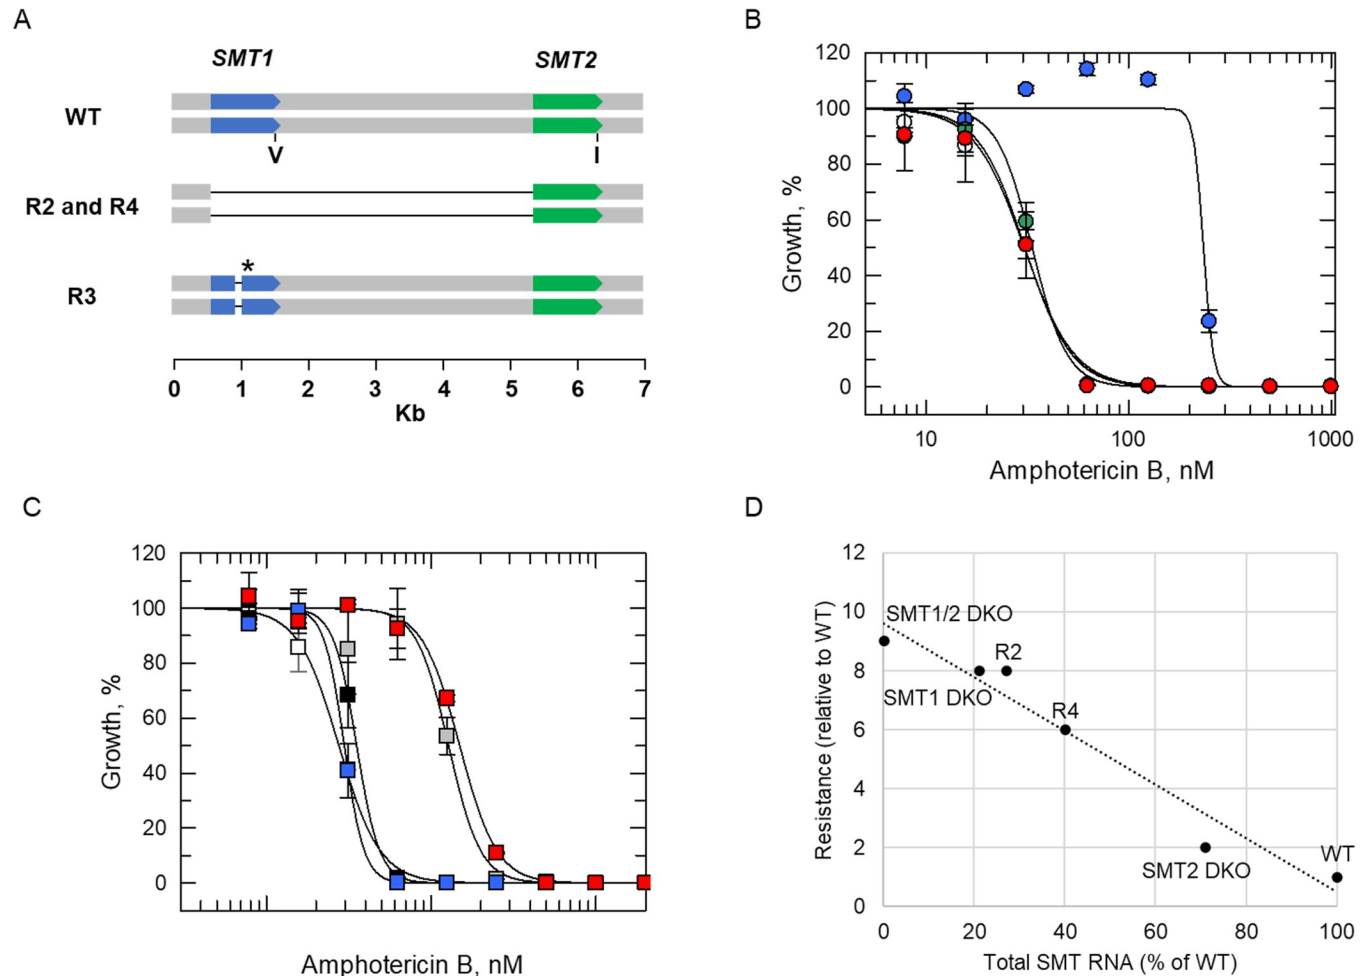 A
SMT1 SMT2
WT
V I
R2 and R4
*
R3
0 1 2 3 4 5 6 7
Kb
B
120
100
80
60
40
20
0
Growth, %
10 100 1000
Amphotericin B, nM
C
120
100
80
60
40
20
0
Growth, %
Amphotericin B, nM
D
12
10
8
6
4
2
0
Resistance (relative to WT)
SMT1/2 DKO
R2
SMT1 DKO
R4
WT
SMT2 DKO
0 20 40 60 80 100
Total SMT RNA (% of WT)